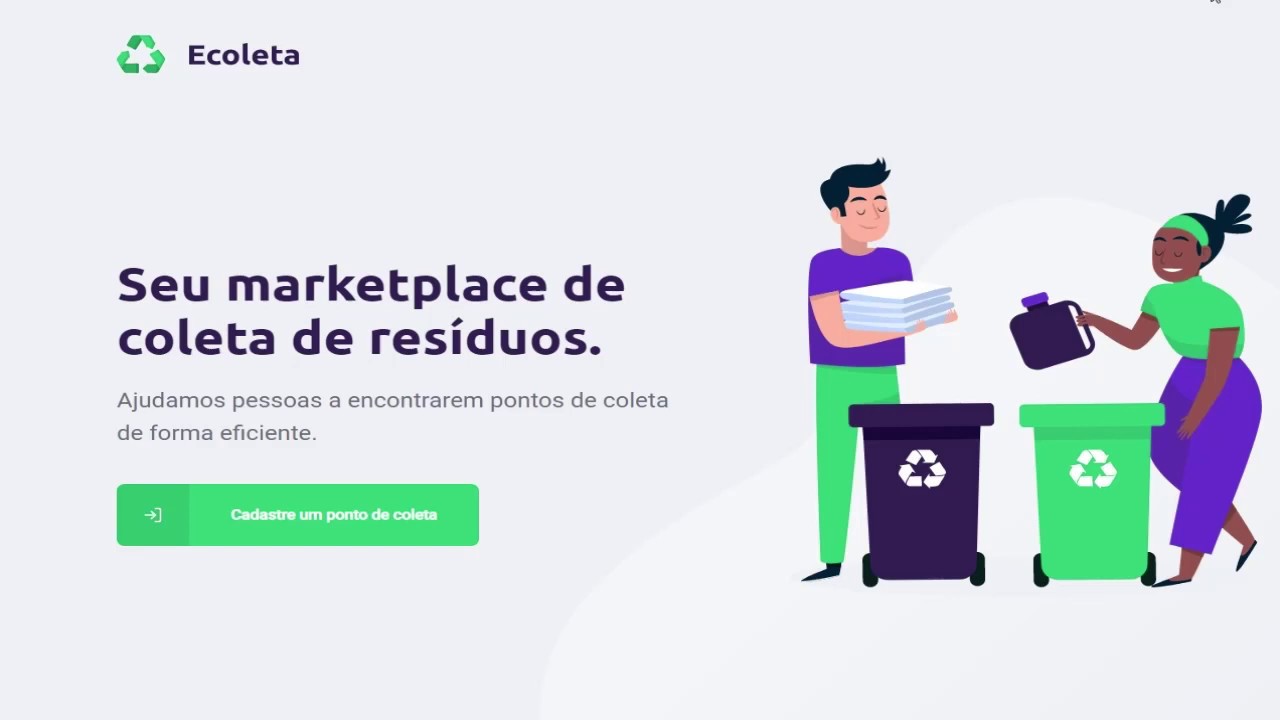 Ecoleta
Seu marketplace de
coleta de resíduos.
Ajudamos pessoas a encontrarem pontos de coleta
de forma eficiente.
Cadastre um ponto de coleta